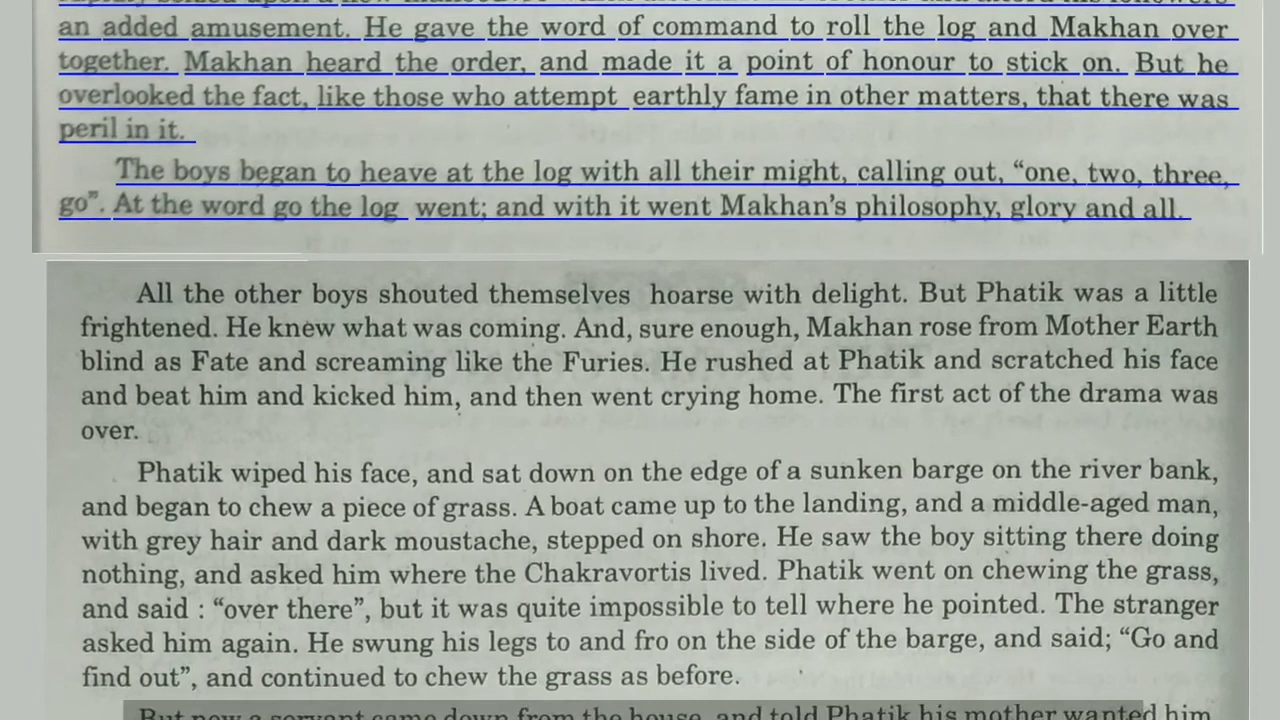 an added amusement. He gave the word of command to roll the log and Makhan over
together. Makhan heard the order, and made it a point of honour to stick on. But he
overlooked the fact, like those who attempt earthly fame in other matters, that there was
peril in it.
The boys began to heave at the log with all their might, calling out, “one, two, three,
go”. At the word go the log went; and with it went Makhan’s philosophy, glory and all.
All the other boys shouted themselves hoarse with delight. But Phatik was a little
frightened. He knew what was coming. And, sure enough, Makhan rose from Mother Earth
blind as Fate and screaming like the Furies. He rushed at Phatik and scratched his face
and beat him and kicked him, and then went crying home. The first act of the drama was
over.
Phatik wiped his face, and sat down on the edge of a sunken barge on the river bank,
and began to chew a piece of grass. A boat came up to the landing, and a middle-aged man,
with grey hair and dark moustache, stepped on shore. He saw the boy sitting there doing
nothing, and asked him where the Chakravortis lived. Phatik went on chewing the grass,
and said : “over there”, but it was quite impossible to tell where he pointed. The stranger
asked him again. He swung his legs to and fro on the side of the barge, and said; “Go and
find out”, and continued to chew the grass as before.
But now a servant came down from the house, and told Phatik his mother wanted him